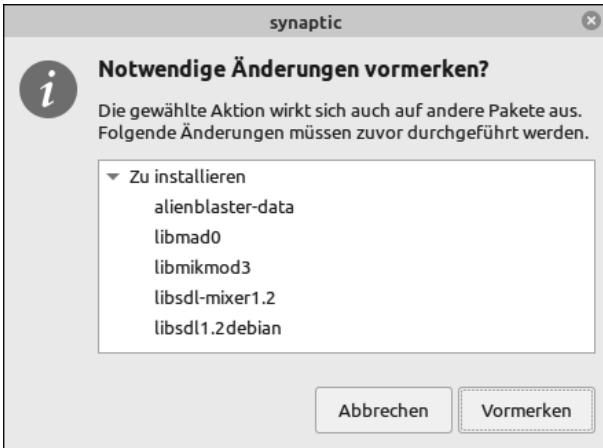 synaptic
Notwendige Änderungen vormerken?
Die gewählte Aktion wirkt sich auch auf andere Pakete aus.
Folgende Änderungen müssen zuvor durchgeführt werden.
Zu installieren
alienblaster-data
libmad0
libmikmod3
libsdl-mixer1.2
libsdl1.2debian
Abbrechen
Vormerken